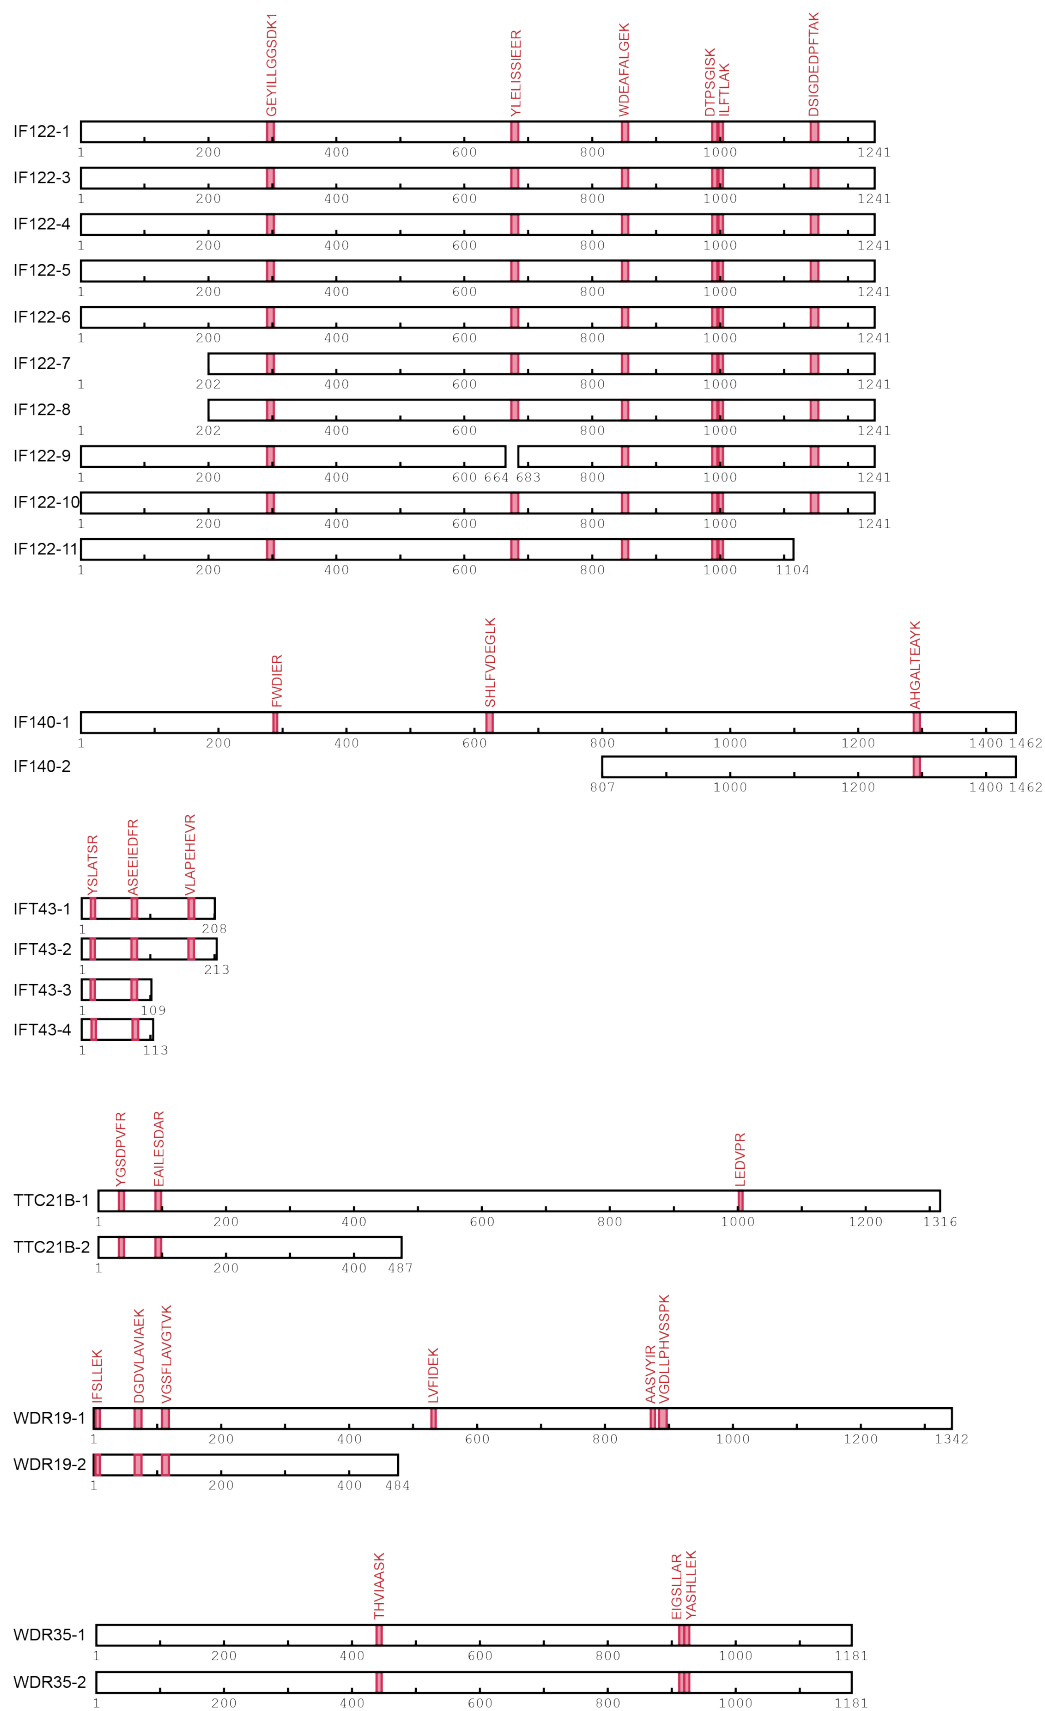 GEYILLGGSDK1 YLELISSIEER WDEAFALGEK DTPSGISK ILFTLAK DSIGDEDPFTAK
IF122-1
1 200 400 600 800 1000 1241
IF122-3
1 200 400 600 800 1000 1241
IF122-4
1 200 400 600 800 1000 1241
IF122-5
1 200 400 600 800 1000 1241
IF122-6
1 200 400 600 800 1000 1241
IF122-7
1 202 400 600 800 1000 1241
IF122-8
1 202 400 600 800 1000 1241
IF122-9
1 200 400 600 664 683 800 1000 1241
IF122-10
1 200 400 600 800 1000 1241
IF122-11
1 200 400 600 800 1000 1104
FWDIER SHLFVDEGLK AHGALTEAYK
IF140-1
1 200 400 600 800 1000 1200 1400 1462
IF140-2
807 1000 1200 1400 1462
YSLATSR ASEEIEDFR VLAPEHEVR
IFT43-1
1 208
IFT43-2
1 213
IFT43-3
1 109
IFT43-4
1 113
YGSDPVFR EAILESDAR LEDVPR
TTC21B-1
1 200 400 600 800 1000 1200 1316
TTC21B-2
1 200 400 487
IFSLLEK DGDVLAVIAEK VGSFLAVGTVK LVFIDEK AASVYIR VGDLLPHVSSPK
WDR19-1
1 200 400 600 800 1000 1200 1342
WDR19-2
1 200 400 484
THVIAASK EIGSLLAR YASHLLEK
WDR35-1
1 200 400 600 800 1000 1181
WDR35-2
1 200 400 600 800 1000 1181